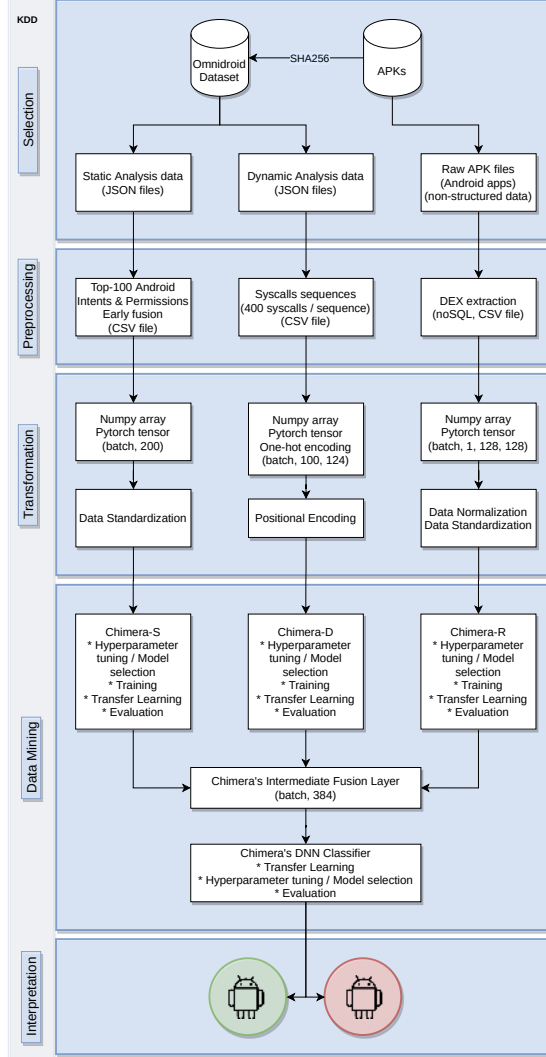 KDD
Selection
Omnidroid
Dataset
SHA256
APKs
Static Analysis data
(JSON files)
Dynamic Analysis data
(JSON files)
Raw APK files
(Android apps)
(non-structured data)
Preprocessing
Top-100 Android
Intents & Permissions
Early fusion
(CSV file)
Syscalls sequences
(400 syscalls / sequence)
(CSV file)
DEX extraction
(noSQL, CSV file)
Transformation
Numpy array
Pytorch tensor
(batch, 200)
Numpy array
Pytorch tensor
One-hot encoding
(batch, 100, 124)
Numpy array
Pytorch tensor
(batch, 1, 128, 128)
Data Standardization
Positional Encoding
Data Normalization
Data Standardization
Data Mining
Chimera-S
* Hyperparameter
tuning / Model
selection
* Training
* Transfer Learning
* Evaluation
Chimera-D
* Hyperparameter
tuning / Model
selection
* Training
* Transfer Learning
* Evaluation
Chimera-R
* Hyperparameter
tuning / Model
selection
* Training
* Transfer Learning
* Evaluation
Chimera's Intermediate Fusion Layer
(batch, 384)
Chimera's DNN Classifier
* Transfer Learning
* Hyperparameter tuning / Model selection
* Evaluation
Interpretation